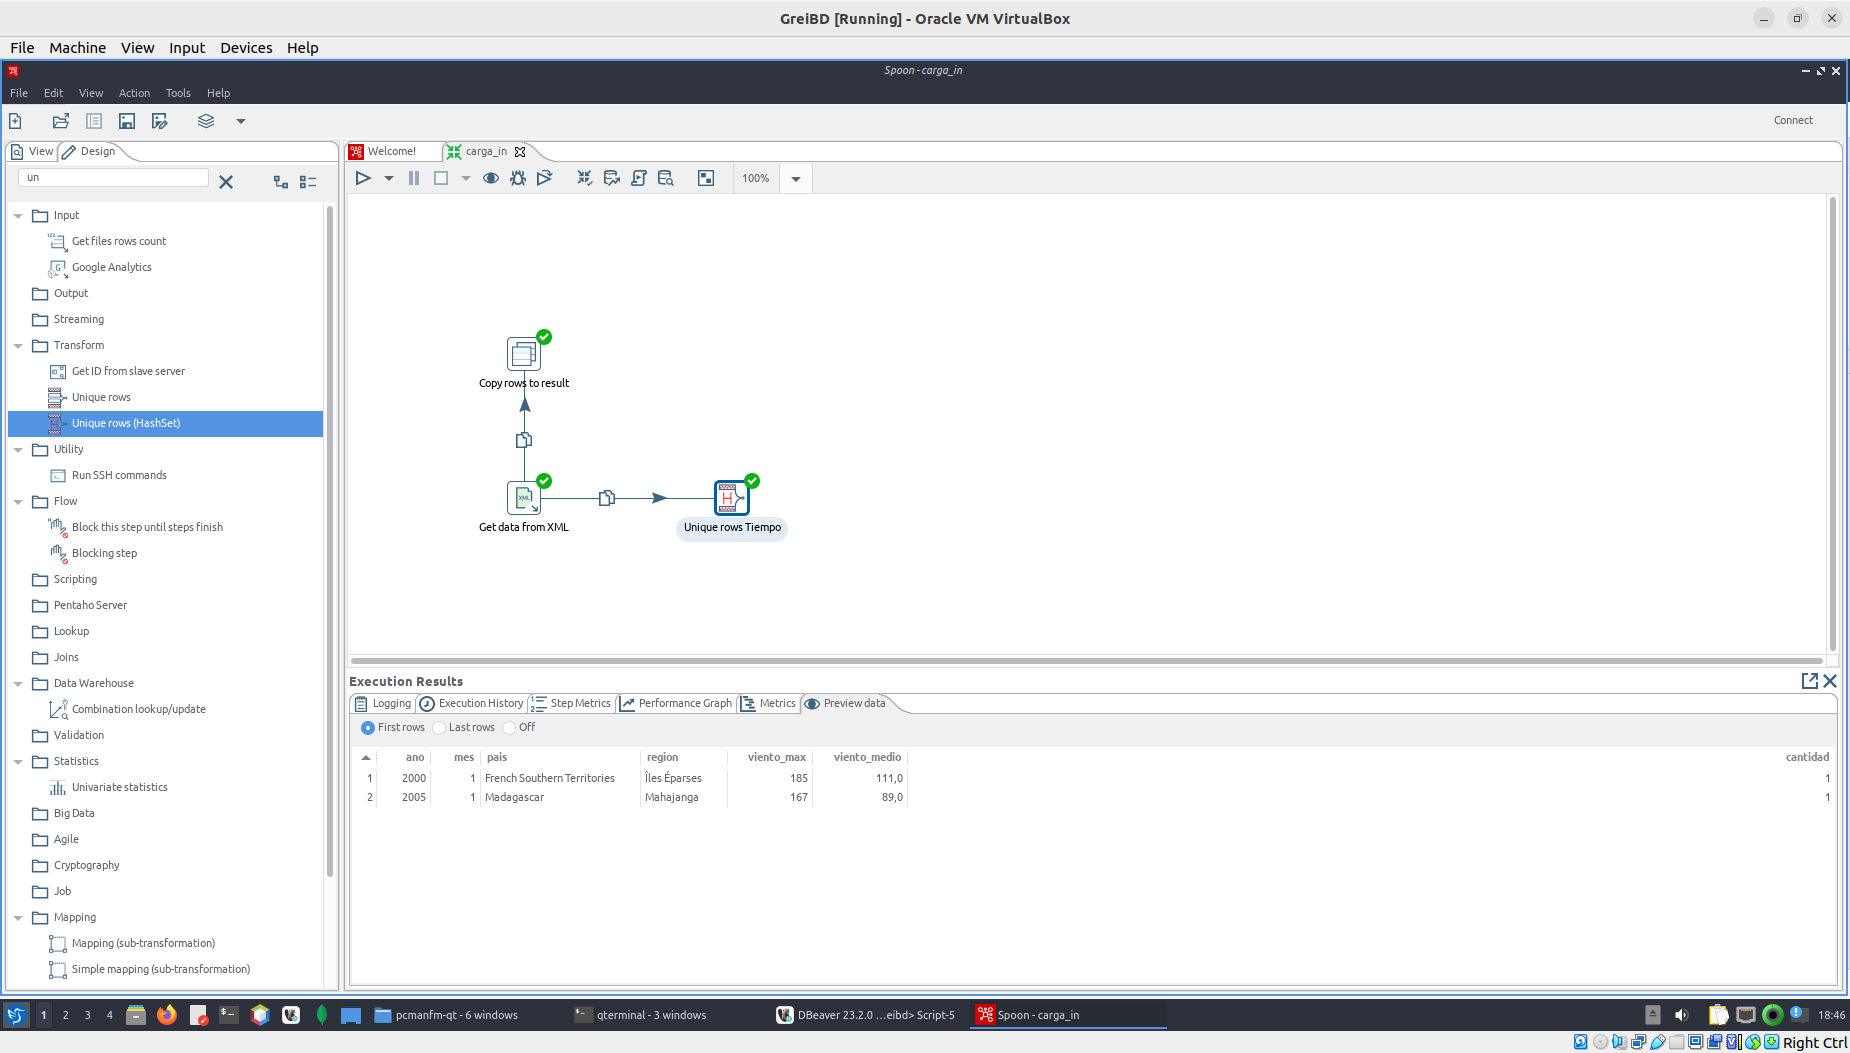 GreiBD [Running] - Oracle VM VirtualBox
File Machine View Input Devices Help
Spoon - carga_in
File Edit View Action Tools Help
Connect
View Design
Welcome! carga_in
un
100%
Input
Get files rows count
Google Analytics
Output
Streaming
Transform
Get ID from slave server
Unique rows
Unique rows (HashSet)
Utility
Run SSH commands
Flow
Block this step until steps finish
Blocking step
Scripting
Pentaho Server
Lookup
Joins
Data Warehouse
Combination lookup/update
Validation
Statistics
Univariate statistics
Big Data
Agile
Cryptography
Job
Mapping
Mapping (sub-transformation)
Simple mapping (sub-transformation)
Copy rows to result
Get data from XML
Unique rows Tiempo
Execution Results
Logging Execution History Step Metrics Performance Graph Metrics Preview data
First rows Last rows Off
ano mes pais region viento_max viento_medio cantidad
1 2000 1 French Southern Territories Îles Éparses 185 111,0 1
2 2005 1 Madagascar Mahajanga 167 89,0 1
1 2 3 4 pcmanfm-qt - 6 windows qterminal - 3 windows DBeaver 23.2.0 ...eibd> Script-5 Spoon - carga_in 18:46
Right Ctrl